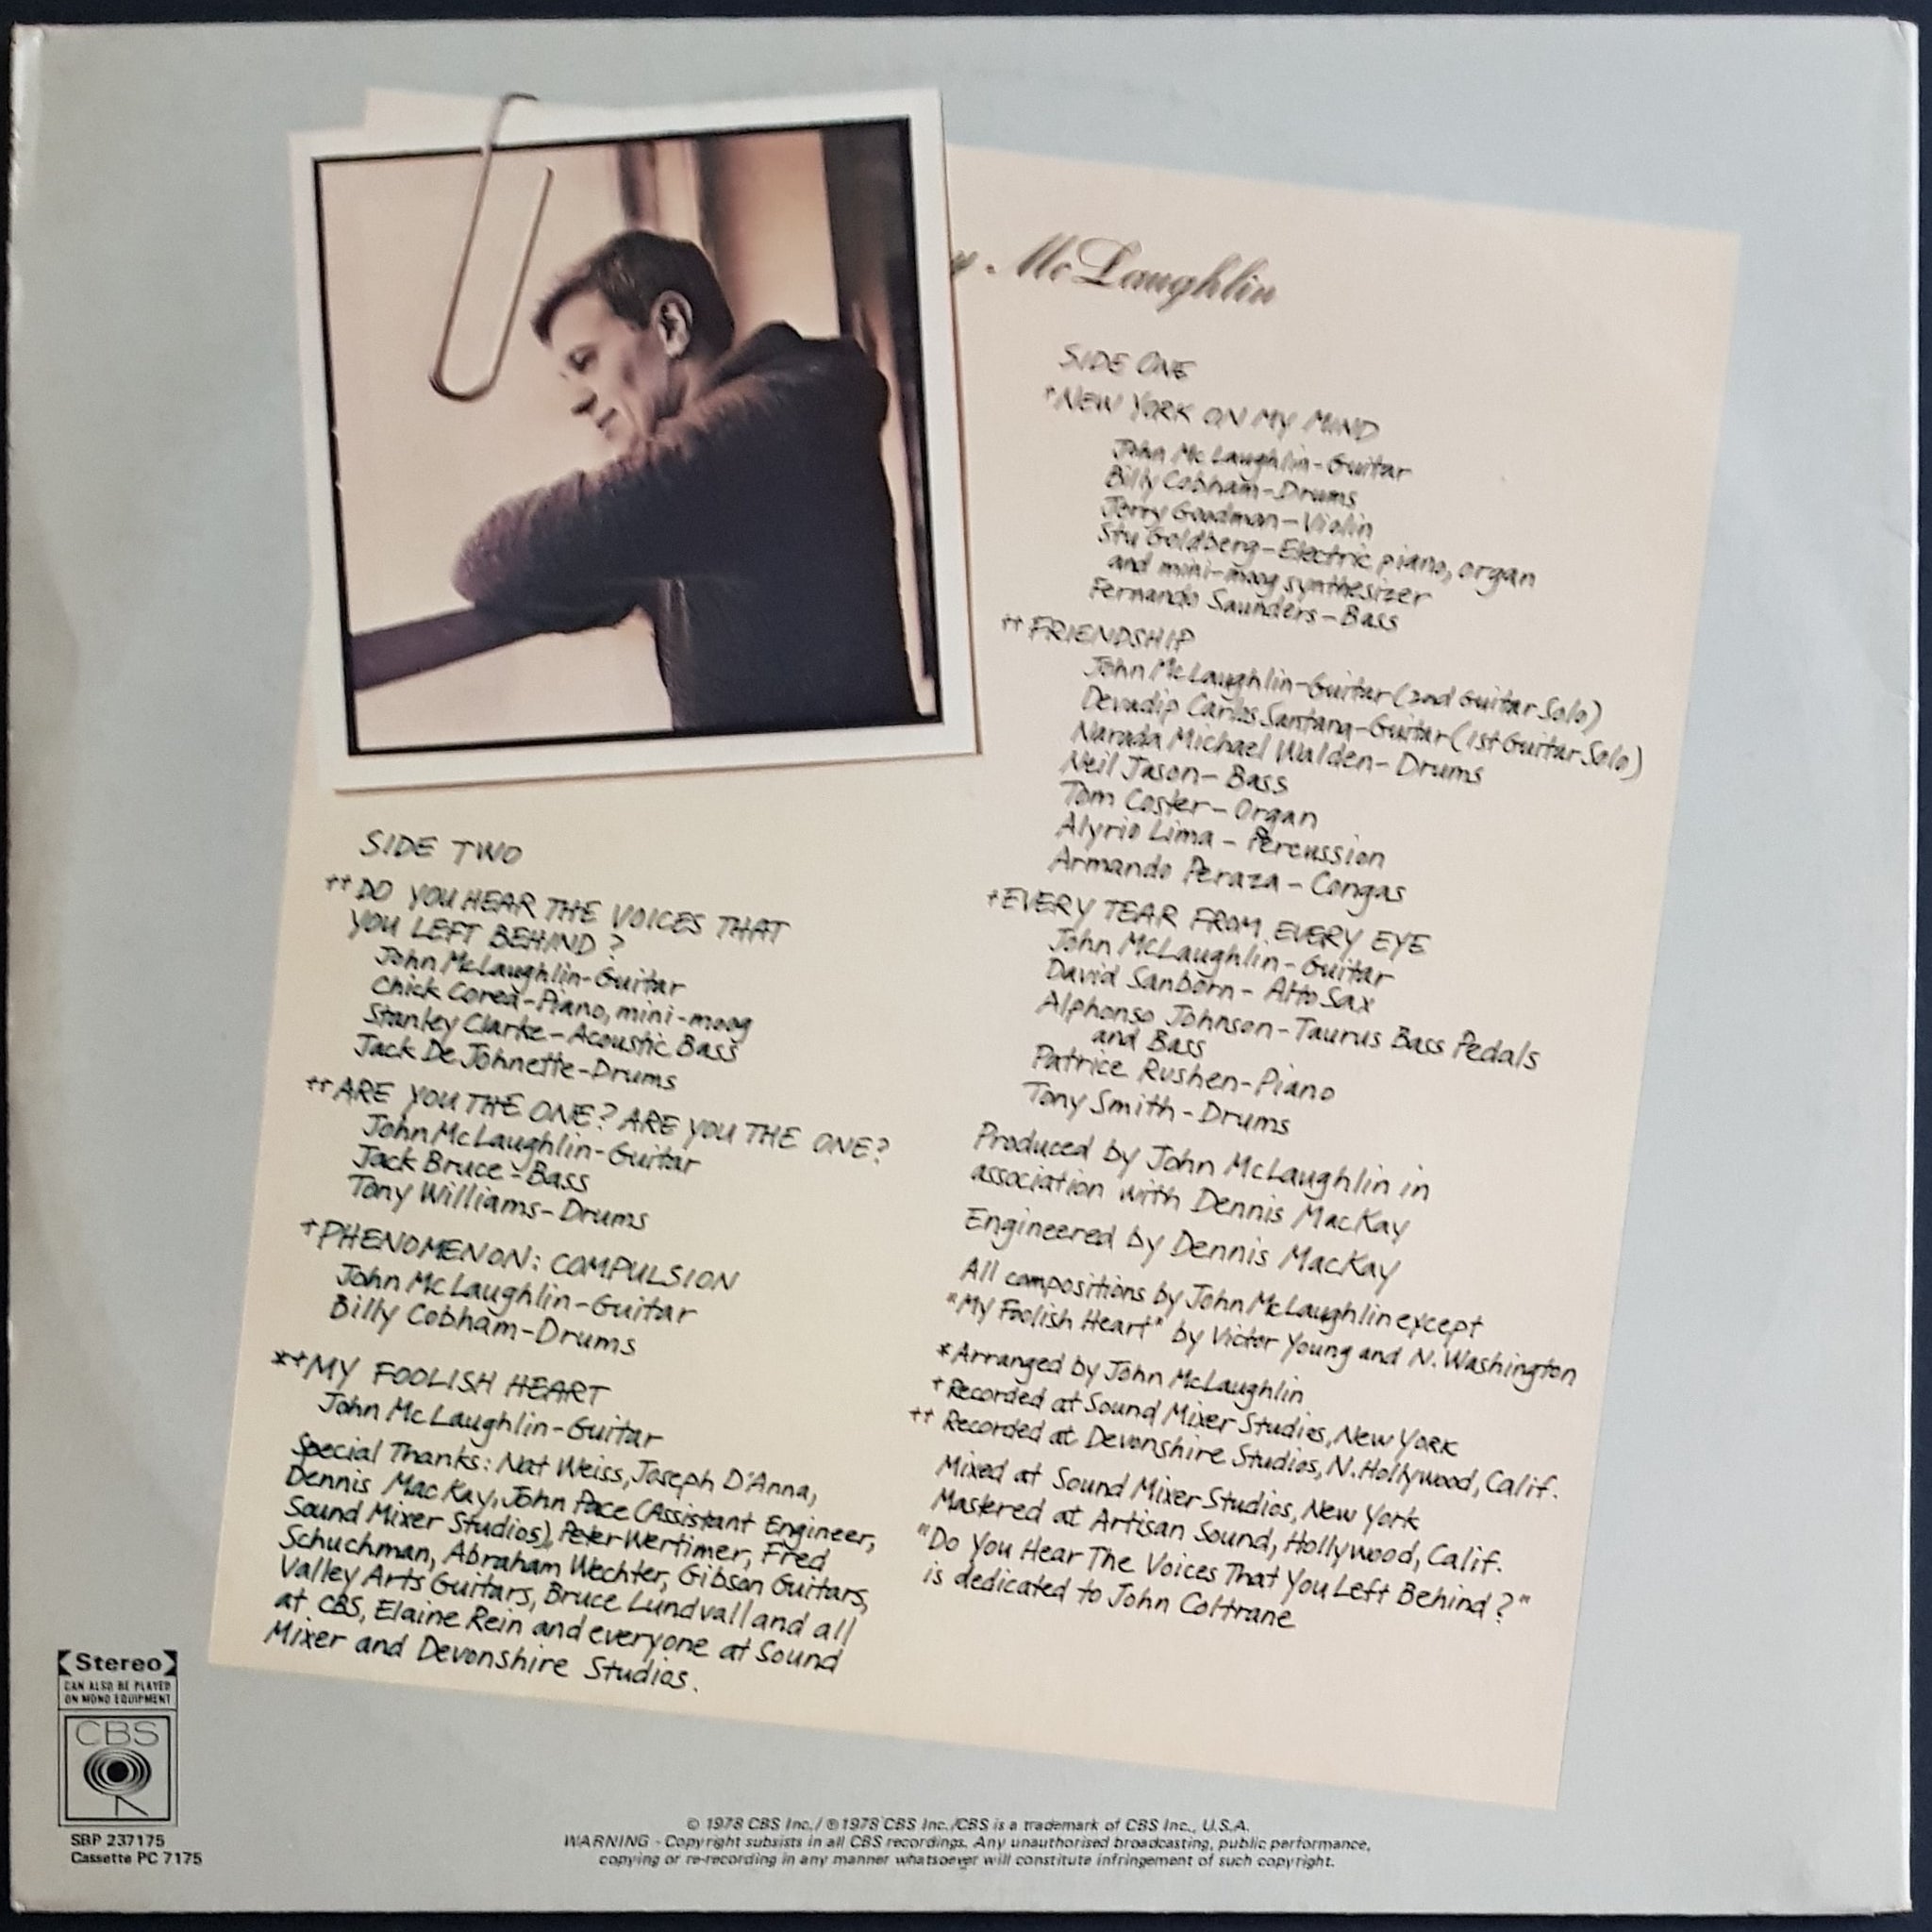 Mc Laughlin
SIDE ONE
†NEW YORK ON MY MIND
John McLaughlin-Guitar
Billy Cobham-Drums
Jerry Goodman-Violin
Stu Goldberg-Electric piano, organ
and mini-moog synthesizer
Fernando Saunders-Bass
††FRIENDSHIP
John McLaughlin-Guitar (2nd Guitar Solo)
Devadip Carlos Santana-Guitar (1st Guitar Solo)
Narada Michael Walden-Drums
Neil Jason-Bass
Tom Coster-Organ
Alyrio Lima-Percussion
Armando Peraza-Congas
†EVERY TEAR FROM EVERY EYE
John McLaughlin-Guitar
David Sanborn-Alto Sax
Alphonso Johnson-Taurus Bass Pedals
and Bass
Patrice Rushen-Piano
Tony Smith-Drums
Produced by John McLaughlin in
association with Dennis MacKay
Engineered by Dennis MacKay
All compositions by John McLaughlin except
"My Foolish Heart" by Victor Young and N. Washington
*Arranged by John McLaughlin
†Recorded at Sound Mixer Studios, New York
††Recorded at Devonshire Studios, N. Hollywood, Calif.
Mixed at Sound Mixer Studios, New York
Mastered at Artisan Sound, Hollywood, Calif.
"Do You Hear The Voices That You Left Behind?"
is dedicated to John Coltrane
SIDE TWO
††DO YOU HEAR THE VOICES THAT
YOU LEFT BEHIND?
John McLaughlin-Guitar
Chick Corea-Piano, mini-moog
Stanley Clarke-Acoustic Bass
Jack DeJohnette-Drums
††ARE YOU THE ONE? ARE YOU THE ONE?
John McLaughlin-Guitar
Jack Bruce-Bass
Tony Williams-Drums
†PHENOMENON: COMPULSION
John McLaughlin-Guitar
Billy Cobham-Drums
*†MY FOOLISH HEART
John McLaughlin-Guitar
Special Thanks: Nat Weiss, Joseph D'Anna,
Dennis MacKay, John Pace (Assistant Engineer,
Sound Mixer Studios), Peter Wertimer, Fred
Schuchman, Abraham Wechter, Gibson Guitars,
Valley Arts Guitars, Bruce Lundvall and all
at CBS, Elaine Rein and everyone at Sound
Mixer and Devonshire Studios.
Stereo
CAN ALSO BE PLAYED
ON MONO EQUIPMENT
CBS
SBP 237175
Cassette PC 7175
© 1978 CBS Inc./ ℗ 1978 CBS Inc./CBS is a trademark of CBS Inc., U.S.A.
WARNING - Copyright subsists in all CBS recordings. Any unauthorised broadcasting, public performance,
copying or re-recording in any manner whatsoever will constitute infringement of such copyright.